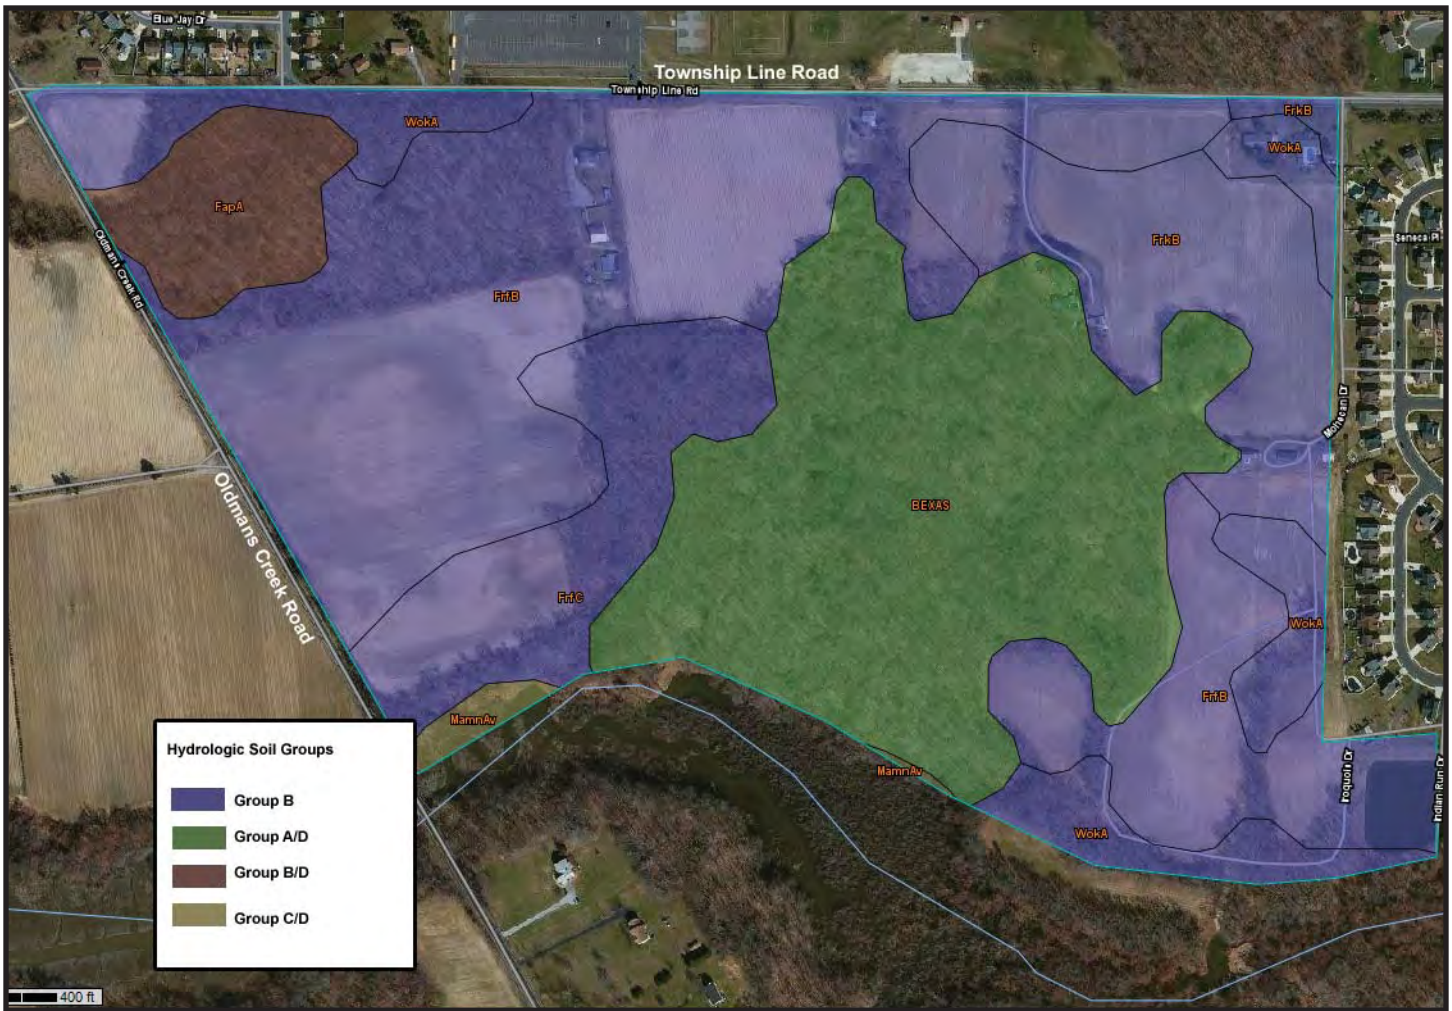 Blue Jay Dr
Township Line Road
Township Line Rd
FrkB
WokA
WokA
FapA
Seneca Pl
FrkB
Oldmans Creek Rd
FrfB
Mohegan Dr
Oldmans Creek Road
BEXAS
FrfC
WokA
FrfB
MamnAv
MamnAv
Iroquois Dr
Indian Run Dr
WokA
Hydrologic Soil Groups
Group B
Group A/D
Group B/D
Group C/D
400 ft